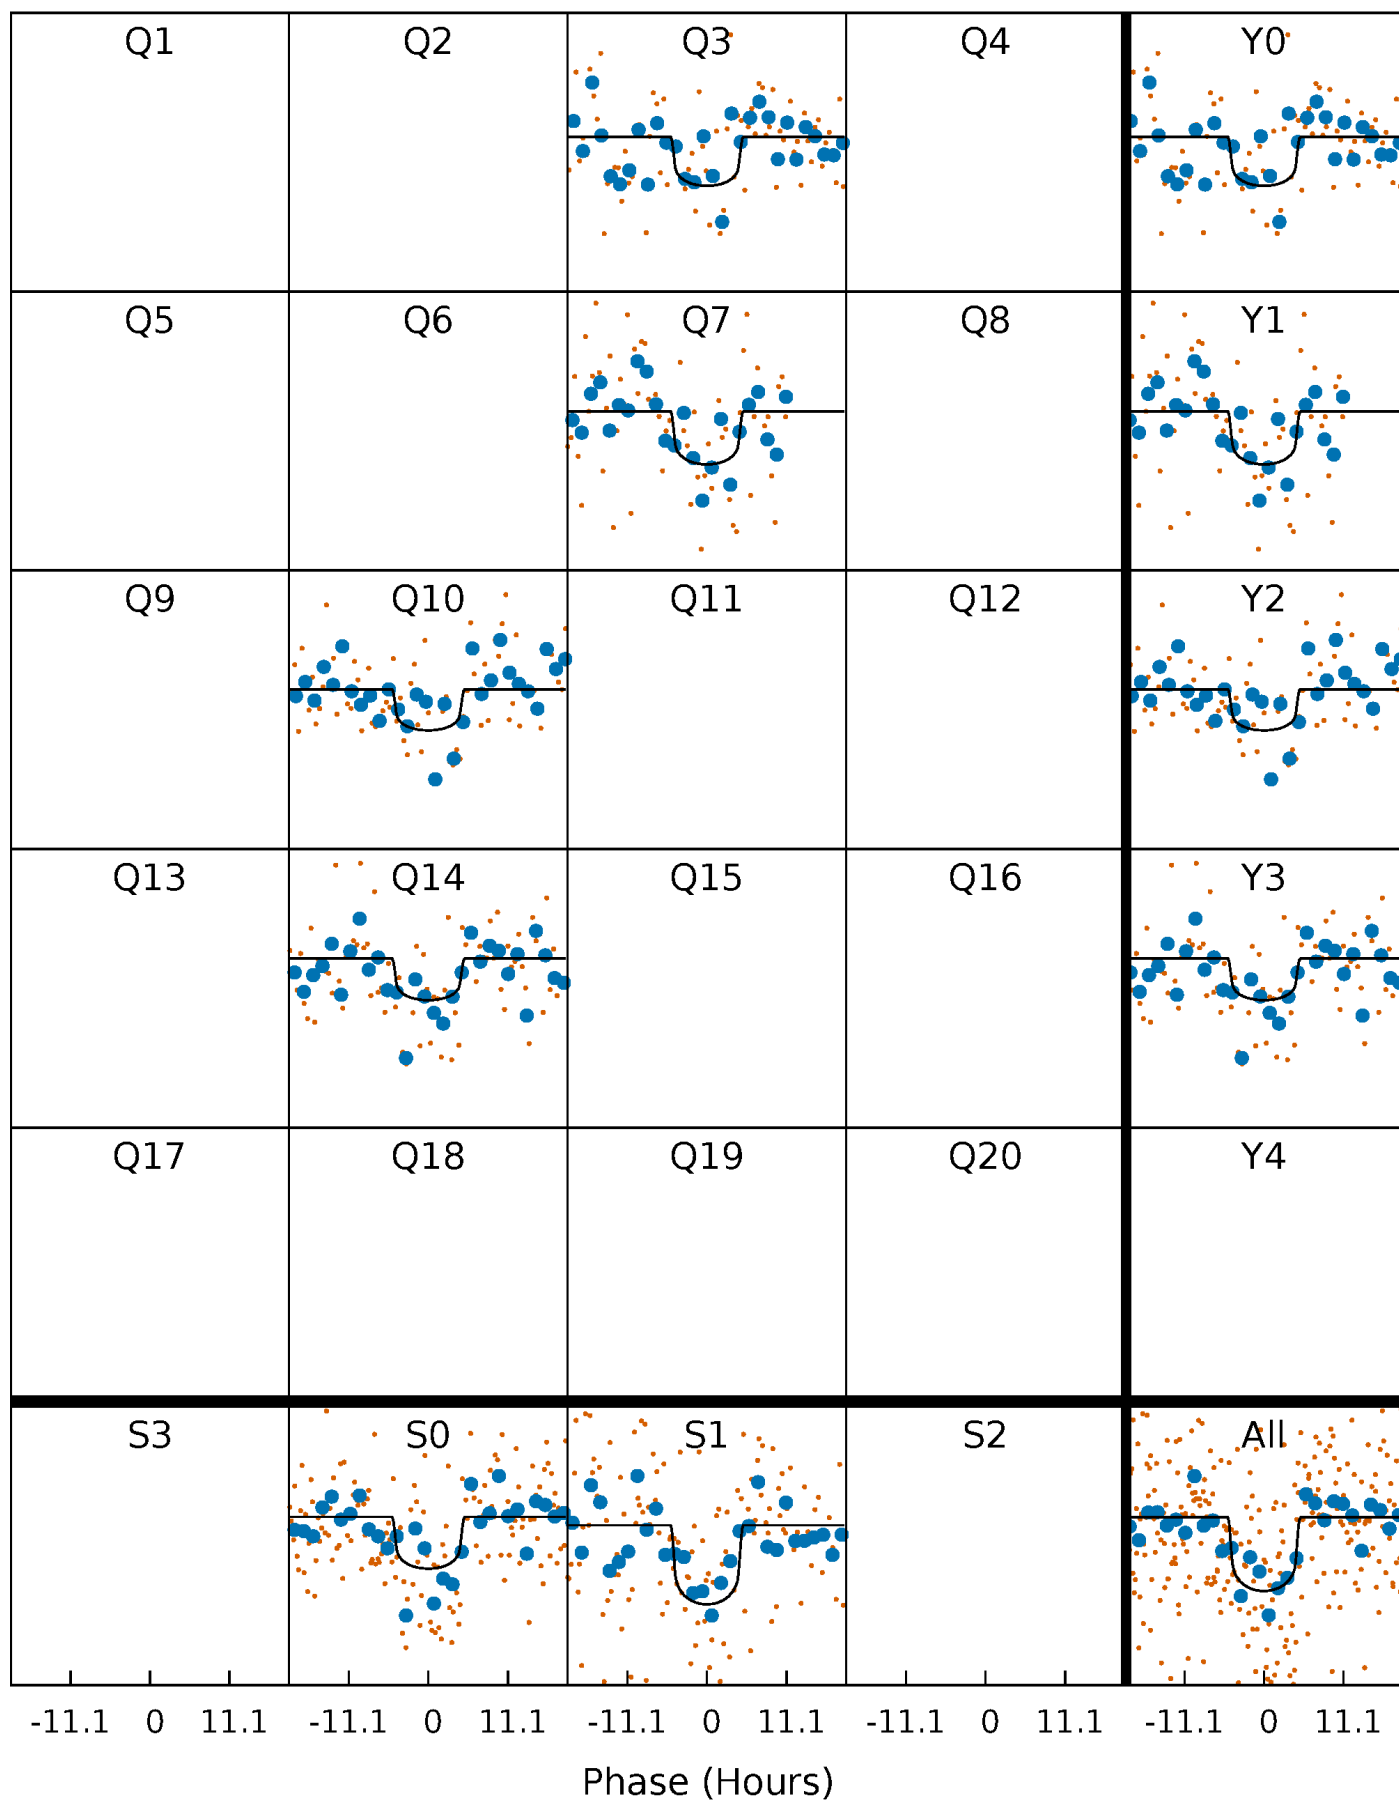 Q1 Q2 Q3 Q4 Y0
Q5 Q6 Q7 Q8 Y1
Q9 Q10 Q11 Q12 Y2
Q13 Q14 Q15 Q16 Y3
Q17 Q18 Q19 Q20 Y4
S3 S0 S1 S2 All
-11.1 0 11.1 -11.1 0 11.1 -11.1 0 11.1 -11.1 0 11.1 -11.1 0 11.1
Phase (Hours)